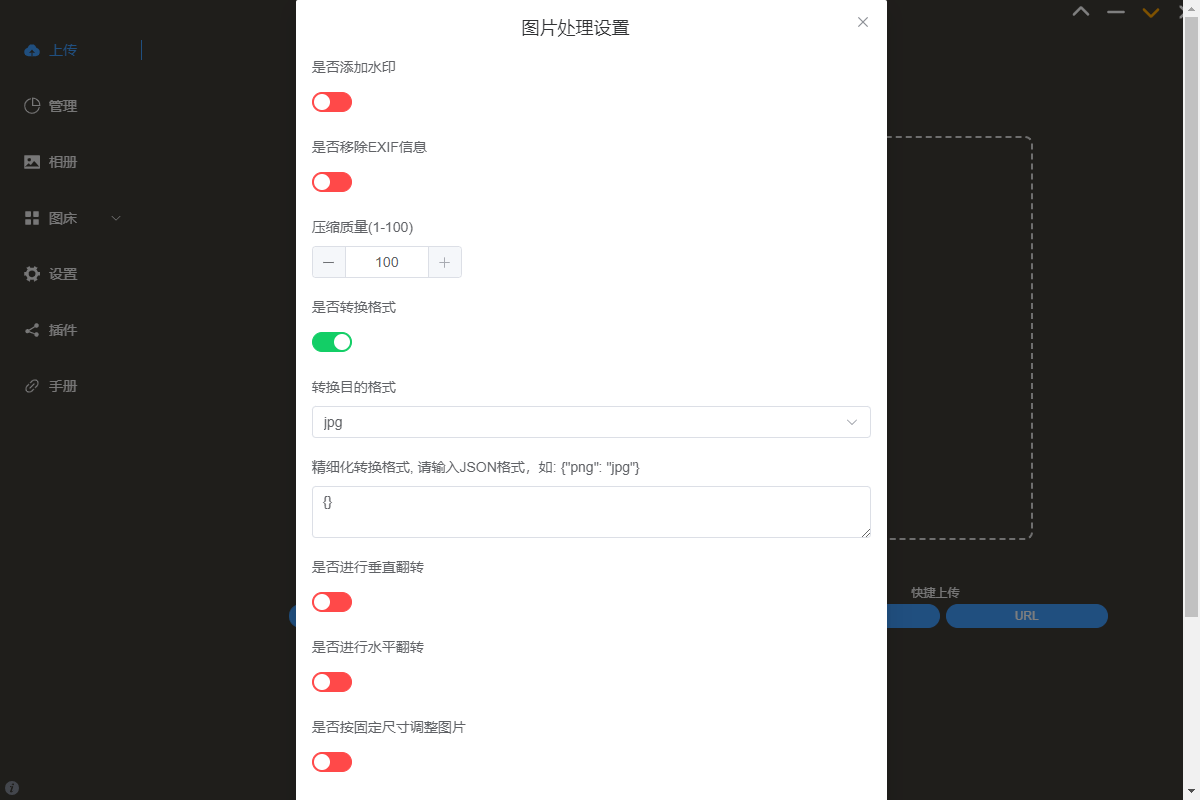 图片处理设置
上传
管理
相册
图床
设置
插件
手册
是否添加水印
是否移除EXIF信息
压缩质量(1-100)
100
是否转换格式
转换目的格式
jpg
精细化转换格式, 请输入JSON格式，如: {"png": "jpg"}
{}
是否进行垂直翻转
是否进行水平翻转
是否按固定尺寸调整图片
快捷上传
URL